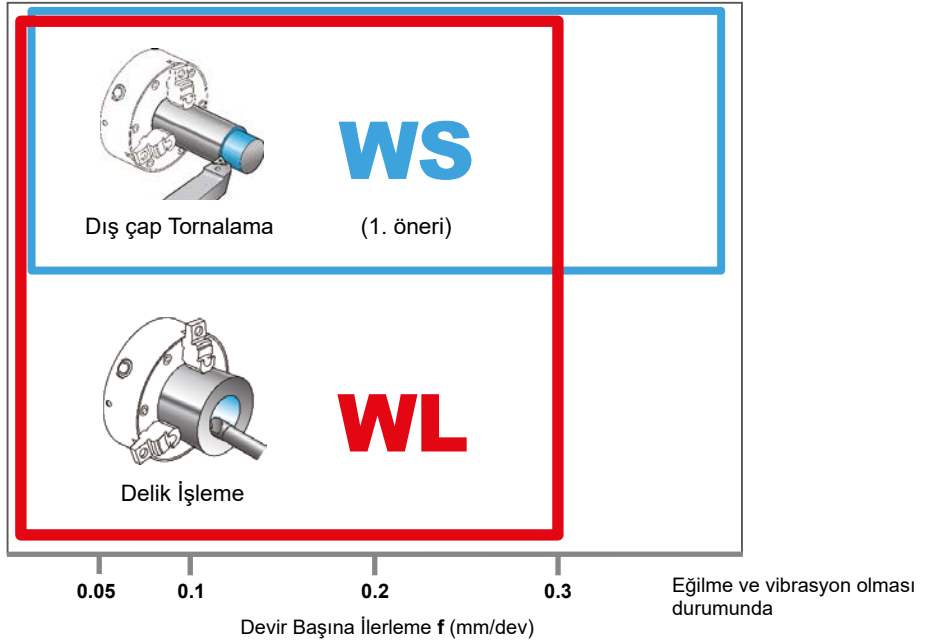 WS
Dış çap Tornalama
(1. öneri)
WL
Delik İşleme
0.05
0.1
0.2
0.3
Eğilme ve vibrasyon olması
durumunda
Devir Başına İlerleme f (mm/dev)